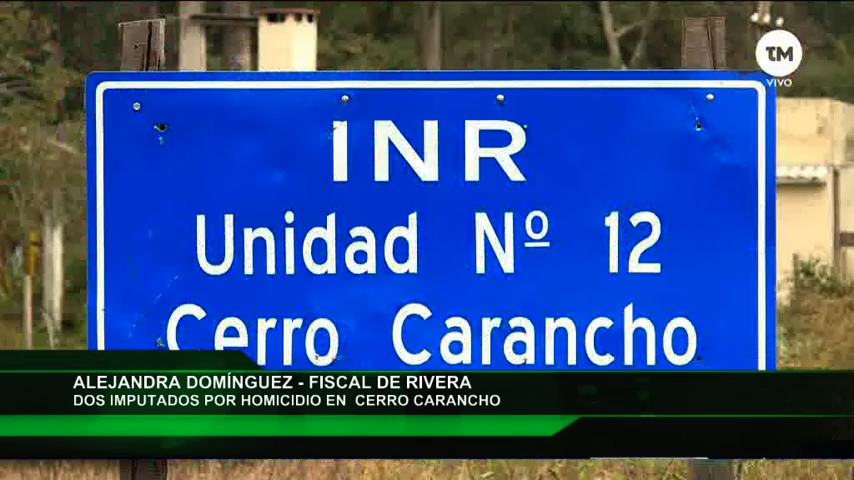 TM
VIVO
INR
Unidad Nº 12
Cerro Carancho
ALEJANDRA DOMÍNGUEZ - FISCAL DE RIVERA
DOS IMPUTADOS POR HOMICIDIO EN CERRO CARANCHO